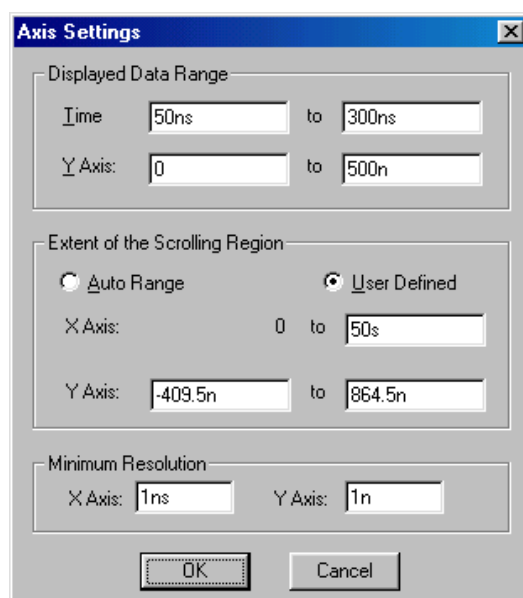 Axis Settings
Displayed Data Range
Time 50ns to 300ns
Y Axis: 0 to 500n
Extent of the Scrolling Region
Auto Range User Defined
X Axis: 0 to 50s
Y Axis: -409.5n to 864.5n
Minimum Resolution
X Axis: 1ns Y Axis: 1n
OK Cancel